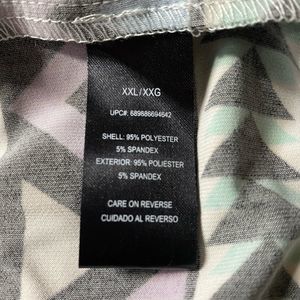 XXL/XXG
UPC#: 689886694642
SHELL: 95% POLYESTER
5% SPANDEX
EXTERIOR: 95% POLIESTER
5% SPANDEX
CARE ON REVERSE
CUIDADO AL REVERSO